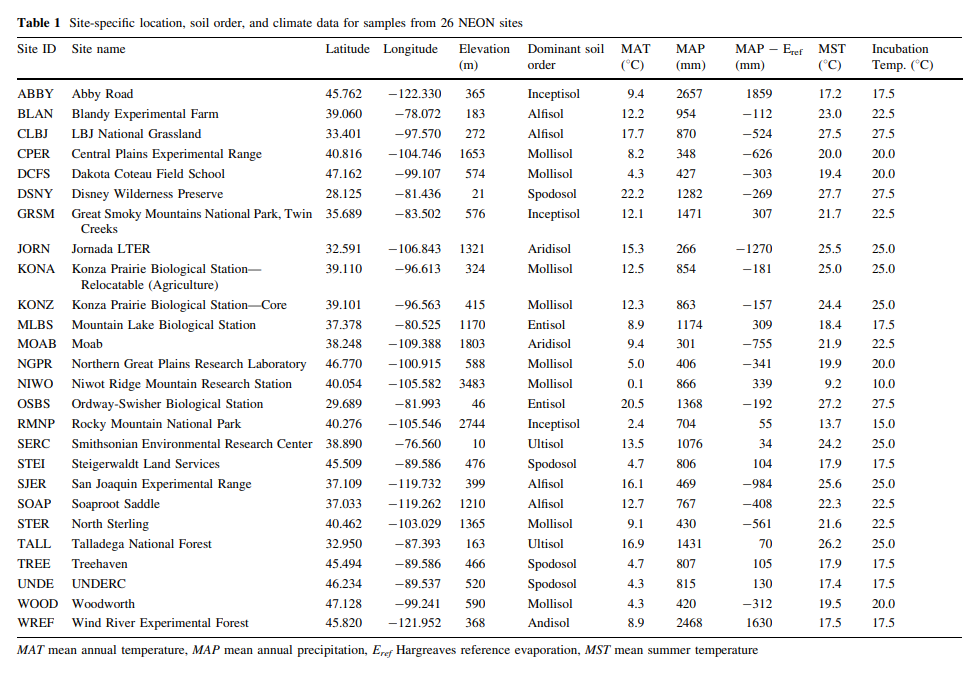 Table 1 Site-specific location, soil order, and climate data for samples from 26 NEON sites
Site ID Site name Latitude Longitude Elevation Dominant soil MAT MAP MAP − Eref MST Incubation
(m) order (°C) (mm) (mm) (°C) Temp. (°C)
ABBY Abby Road 45.762 −122.330 365 Inceptisol 9.4 2657 1859 17.2 17.5
BLAN Blandy Experimental Farm 39.060 −78.072 183 Alfisol 12.2 954 −112 23.0 22.5
CLBJ LBJ National Grassland 33.401 −97.570 272 Alfisol 17.7 870 −524 27.5 27.5
CPER Central Plains Experimental Range 40.816 −104.746 1653 Mollisol 8.2 348 −626 20.0 20.0
DCFS Dakota Coteau Field School 47.162 −99.107 574 Mollisol 4.3 427 −303 19.4 20.0
DSNY Disney Wilderness Preserve 28.125 −81.436 21 Spodosol 22.2 1282 −269 27.7 27.5
GRSM Great Smoky Mountains National Park, Twin 35.689 −83.502 576 Inceptisol 12.1 1471 307 21.7 22.5
Creeks
JORN Jornada LTER 32.591 −106.843 1321 Aridisol 15.3 266 −1270 25.5 25.0
KONA Konza Prairie Biological Station— 39.110 −96.613 324 Mollisol 12.5 854 −181 25.0 25.0
Relocatable (Agriculture)
KONZ Konza Prairie Biological Station—Core 39.101 −96.563 415 Mollisol 12.3 863 −157 24.4 25.0
MLBS Mountain Lake Biological Station 37.378 −80.525 1170 Entisol 8.9 1174 309 18.4 17.5
MOAB Moab 38.248 −109.388 1803 Aridisol 9.4 301 −755 21.9 22.5
NGPR Northern Great Plains Research Laboratory 46.770 −100.915 588 Mollisol 5.0 406 −341 19.9 20.0
NIWO Niwot Ridge Mountain Research Station 40.054 −105.582 3483 Mollisol 0.1 866 339 9.2 10.0
OSBS Ordway-Swisher Biological Station 29.689 −81.993 46 Entisol 20.5 1368 −192 27.2 27.5
RMNP Rocky Mountain National Park 40.276 −105.546 2744 Inceptisol 2.4 704 55 13.7 15.0
SERC Smithsonian Environmental Research Center 38.890 −76.560 10 Ultisol 13.5 1076 34 24.2 25.0
STEI Steigerwaldt Land Services 45.509 −89.586 476 Spodosol 4.7 806 104 17.9 17.5
SJER San Joaquin Experimental Range 37.109 −119.732 399 Alfisol 16.1 469 −984 25.6 25.0
SOAP Soaproot Saddle 37.033 −119.262 1210 Alfisol 12.7 767 −408 22.3 22.5
STER North Sterling 40.462 −103.029 1365 Mollisol 9.1 430 −561 21.6 22.5
TALL Talladega National Forest 32.950 −87.393 163 Ultisol 16.9 1431 70 26.2 25.0
TREE Treehaven 45.494 −89.586 466 Spodosol 4.7 807 105 17.9 17.5
UNDE UNDERC 46.234 −89.537 520 Spodosol 4.3 815 130 17.4 17.5
WOOD Woodworth 47.128 −99.241 590 Mollisol 4.3 420 −312 19.5 20.0
WREF Wind River Experimental Forest 45.820 −121.952 368 Andisol 8.9 2468 1630 17.5 17.5
MAT mean annual temperature, MAP mean annual precipitation, Eref Hargreaves reference evaporation, MST mean summer temperature